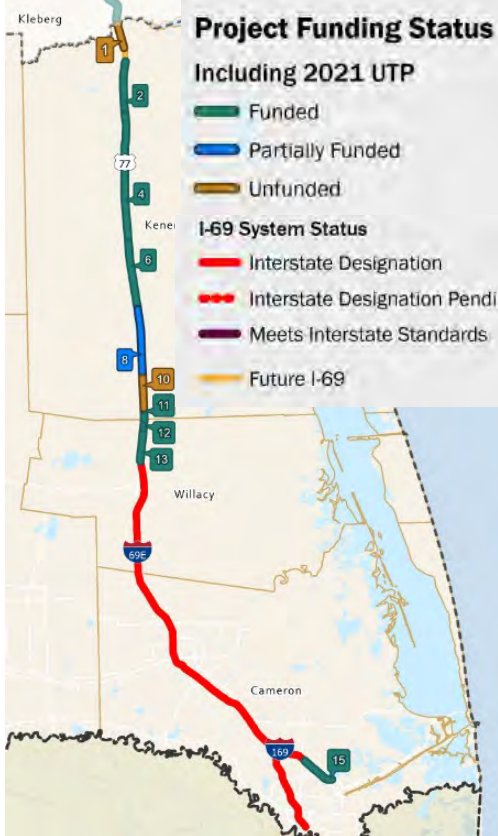 Kleberg
Project Funding Status
Including 2021 UTP
Funded
Partially Funded
Unfunded
I-69 System Status
Interstate Designation
Interstate Designation Pendi
Meets Interstate Standards
Future I-69
1
2
77
4
Kene
6
8
10
11
12
13
Willacy
69E
Cameron
169
15